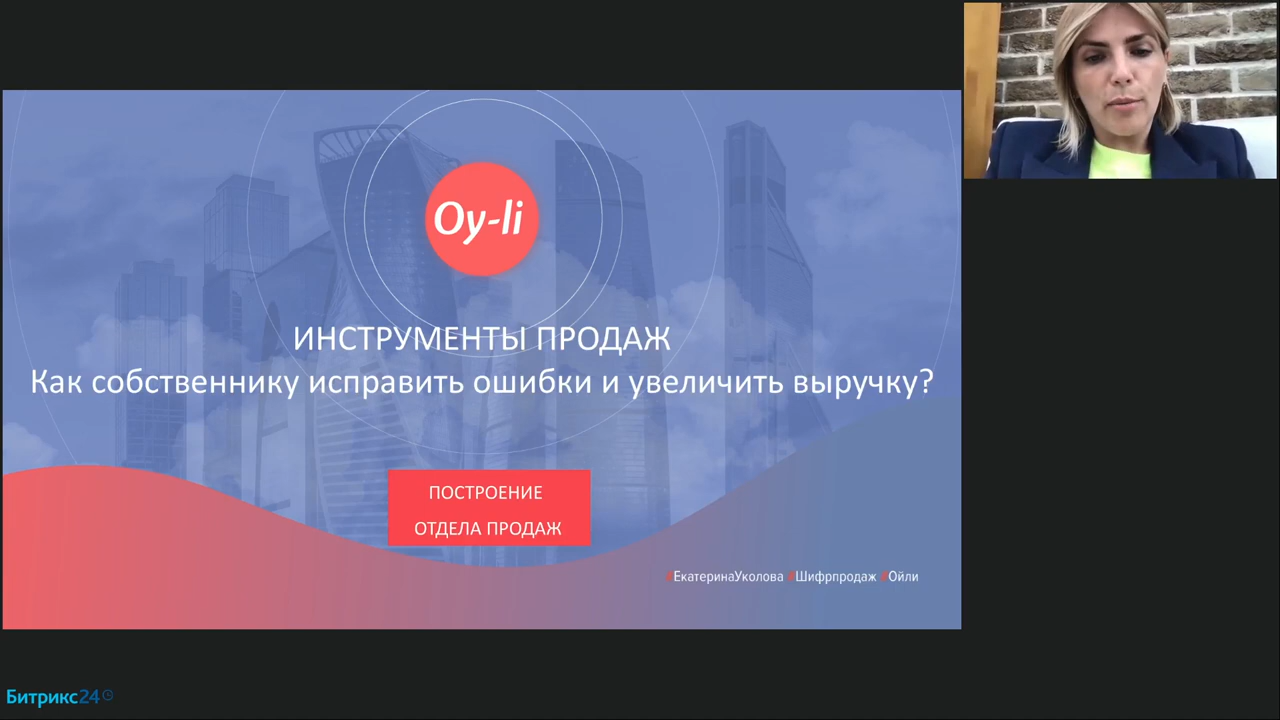 Oy-li
ИНСТРУМЕНТЫ ПРОДАЖ
Как собственнику исправить ошибки и увеличить выручку?
ПОСТРОЕНИЕ
ОТДЕЛА ПРОДАЖ
#ЕкатеринаУколова #Шифрпродаж #Ойли
Битрикс24